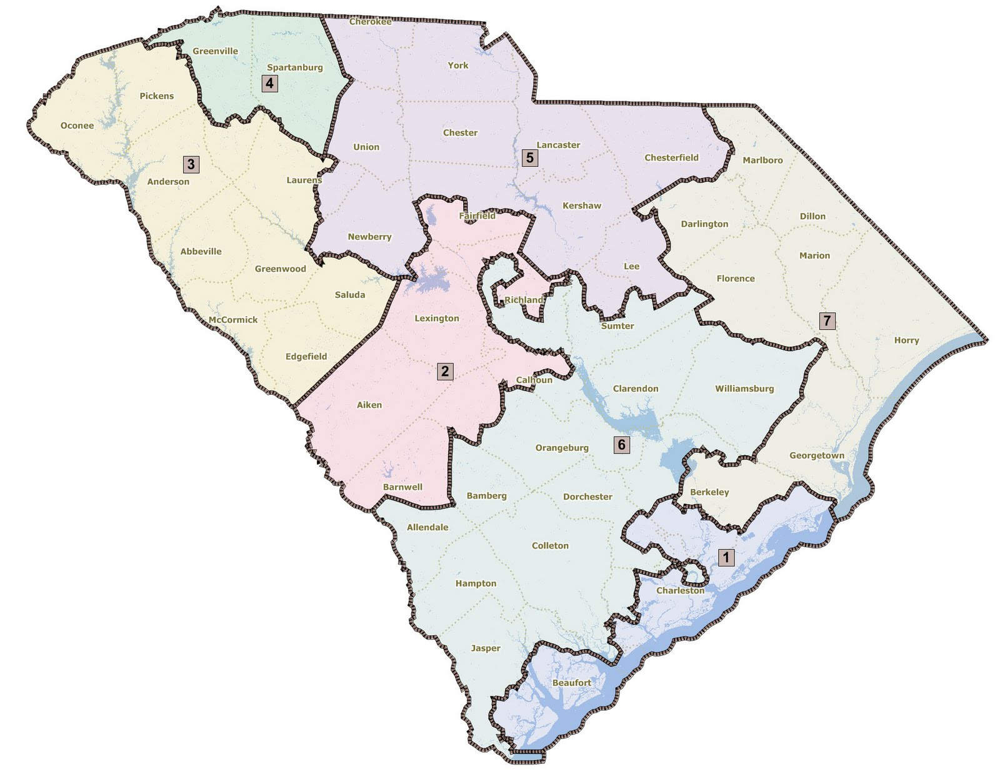 Cherokee
Greenville
York
Spartanburg
4
Pickens
Oconee
Chester
Union
Lancaster
5
Chesterfield
Marlboro
3
Anderson
Laurens
Kershaw
Fairfield
Dillon
Darlington
Newberry
Abbeville
Marion
Greenwood
Lee
Florence
Saluda
Richland
McCormick
Lexington
Sumter
7
Horry
Edgefield
2
Calhoun
Clarendon
Williamsburg
Aiken
6
Orangeburg
Georgetown
Barnwell
Bamberg
Dorchester
Berkeley
Allendale
Colleton
1
Hampton
Charleston
Jasper
Beaufort